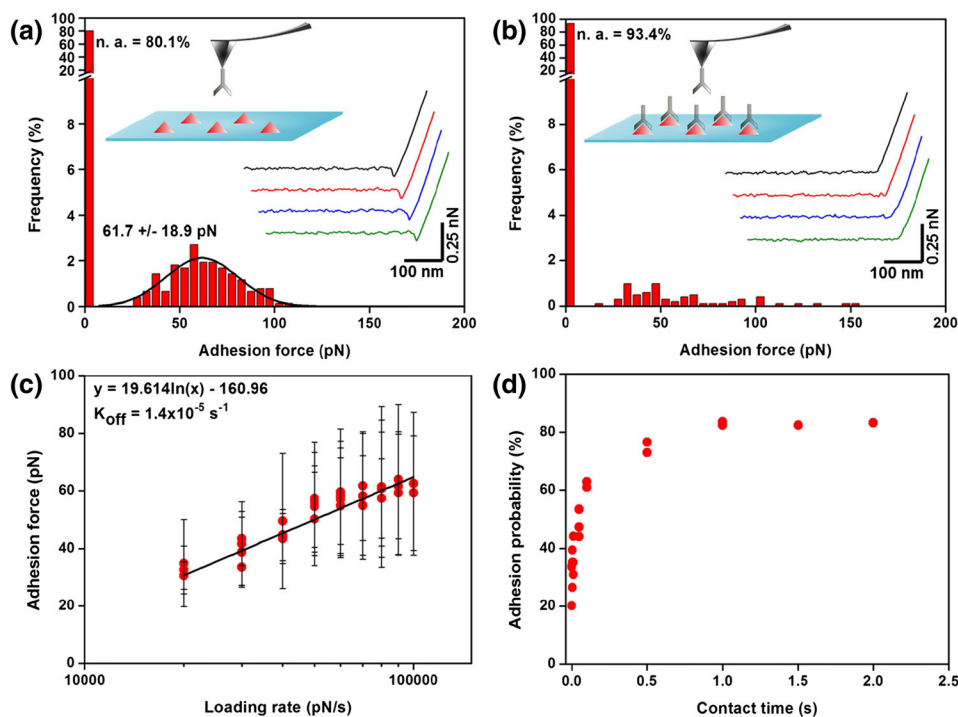 (a)
n. a. = 80.1%
100
80
60
40
20
8
6
4
2
0
Frequency (%)
61.7 +/- 18.9 pN
100 nm
0.25 nN
0 50 100 150 200
Adhesion force (pN)
(b)
n. a. = 93.4%
100
80
60
40
20
8
6
4
2
0
Frequency (%)
100 nm
0.25 nN
0 50 100 150 200
Adhesion force (pN)
(c)
y = 19.614ln(x) - 160.96
K_off = 1.4x10^-5 s^-1
100
80
60
40
20
0
Adhesion force (pN)
10000 100000
Loading rate (pN/s)
(d)
100
80
60
40
20
0
Adhesion probability (%)
0.0 0.5 1.0 1.5 2.0 2.5
Contact time (s)